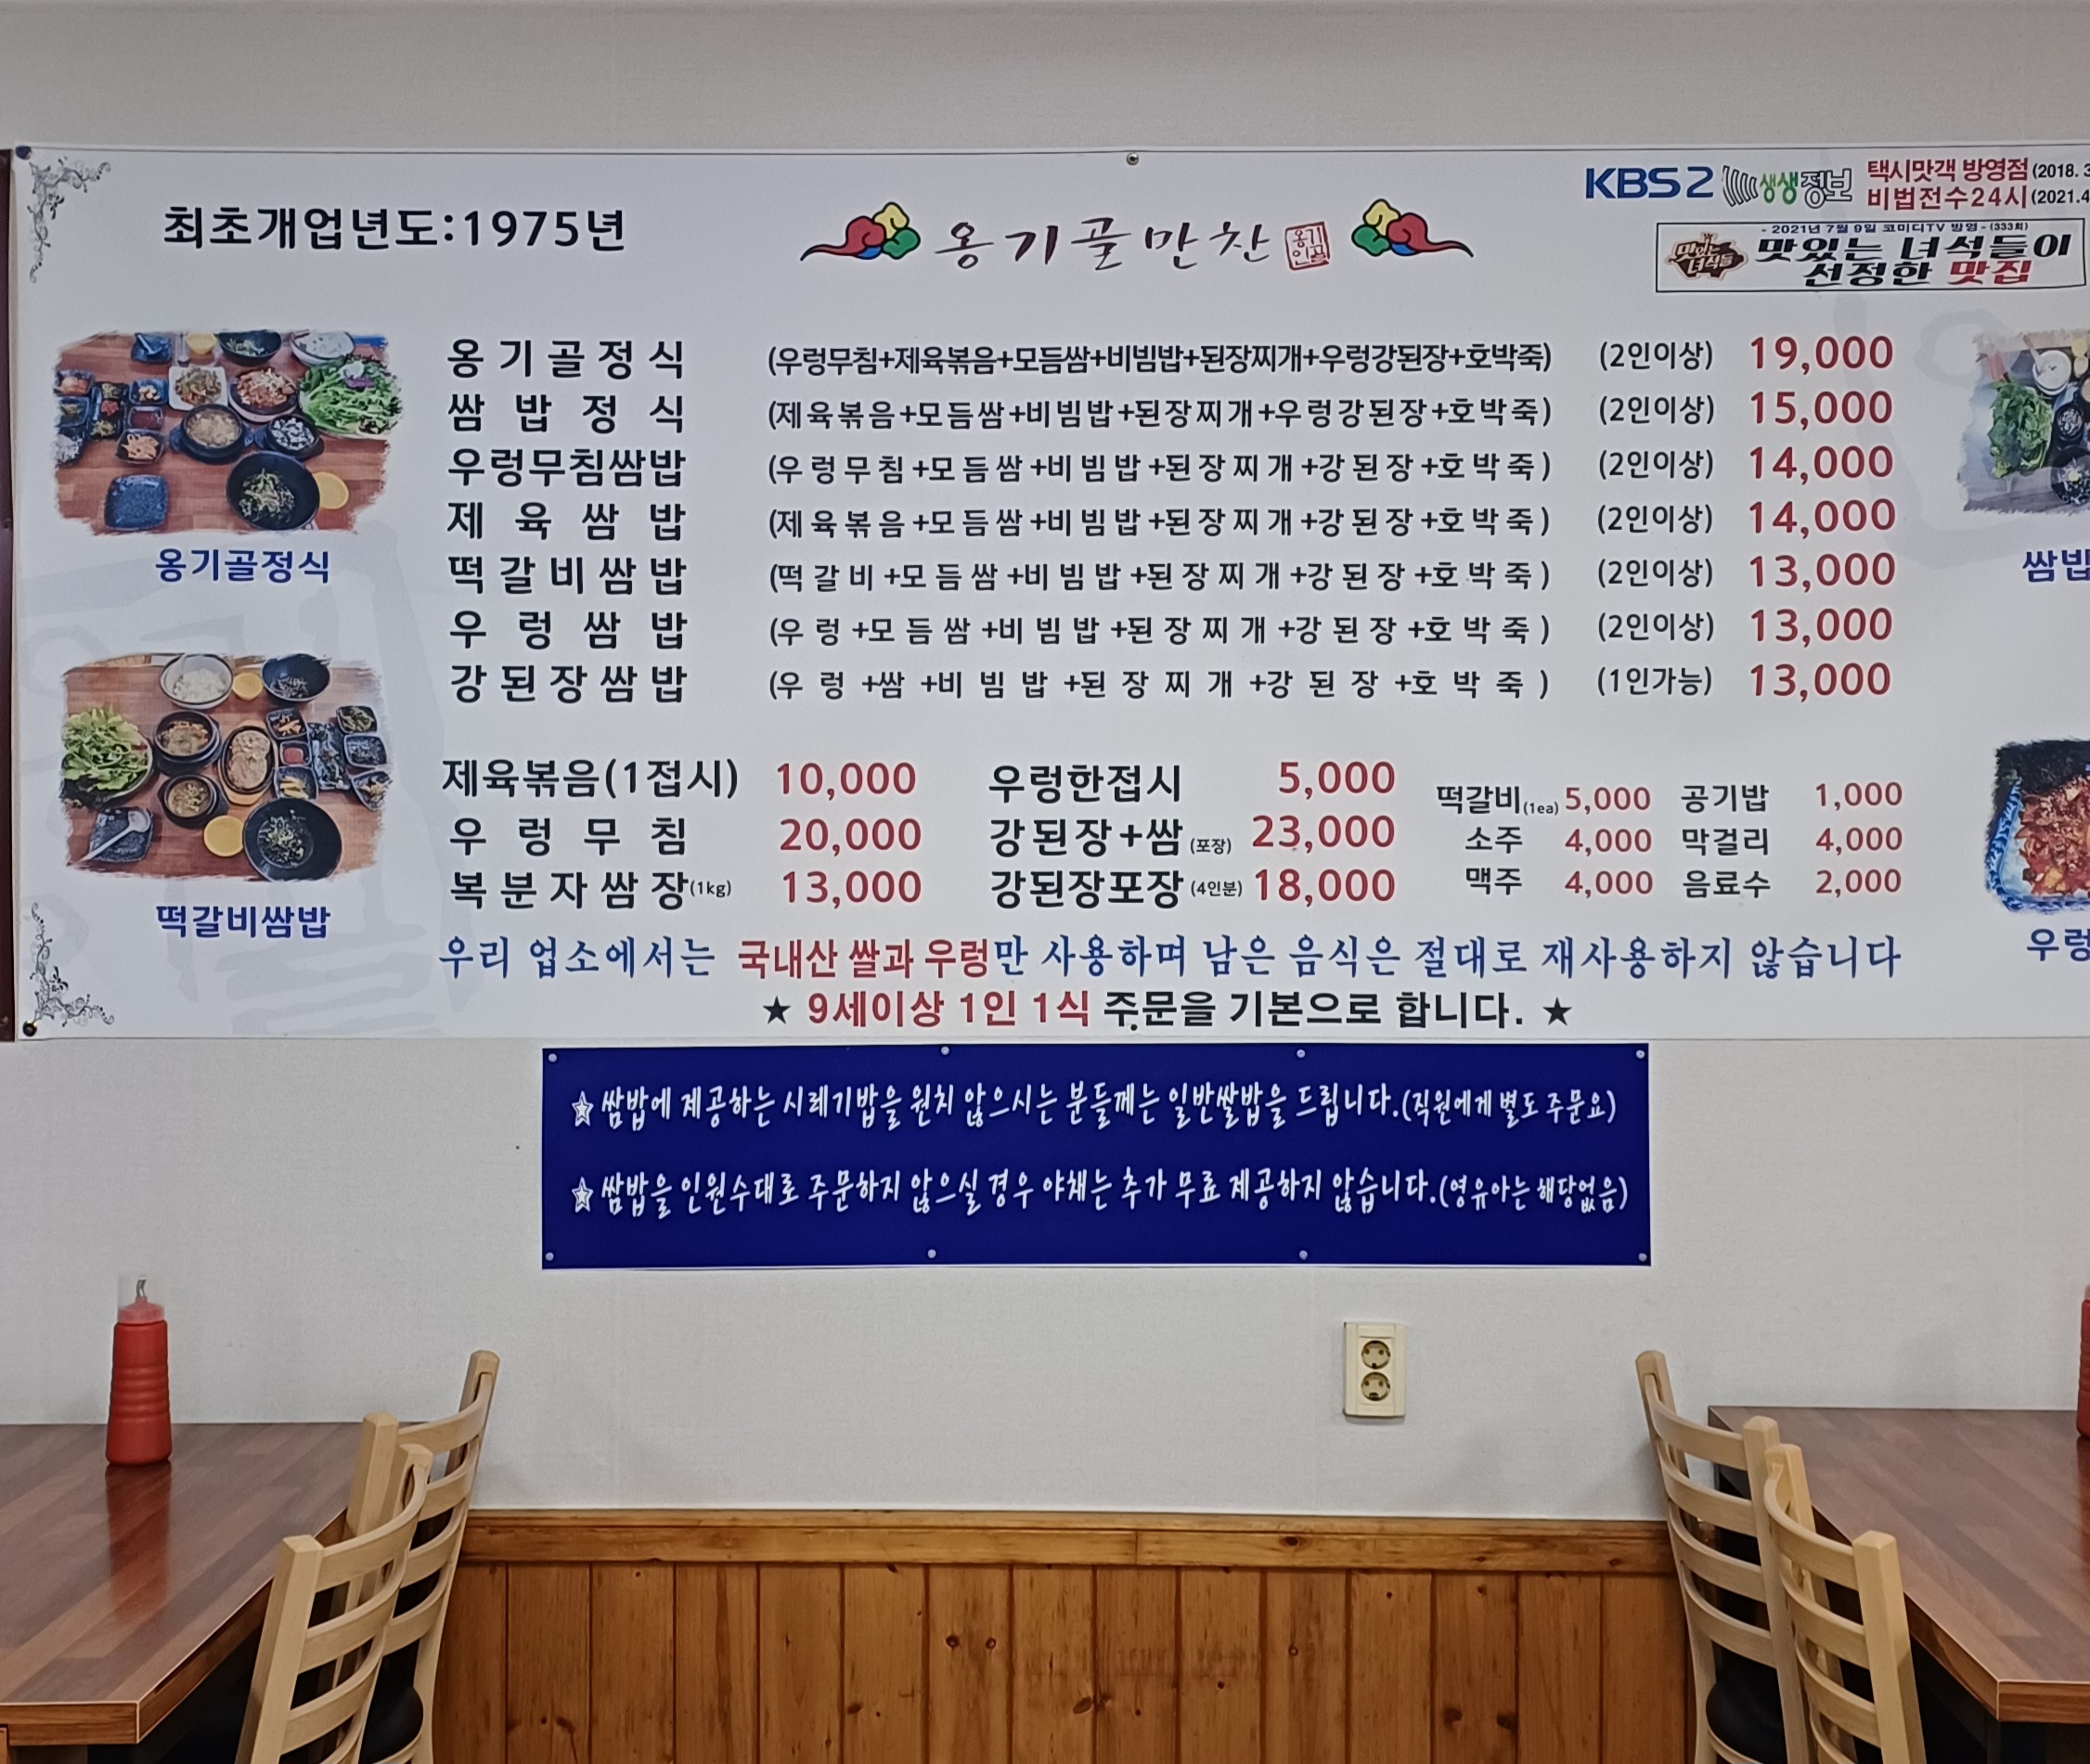 최초개업년도:1975년
옹기골만찬
KBS2 생생정보 택시맛객 방영점 (2018. 3
비법전수24시 (2021.4
- 2021년 7월 9일 코미디TV 방영 - (333회)
맛있는 녀석들 맛있는 녀석들이
선정한 맛집
옹기골정식 (우렁무침+제육볶음+모듬쌈+비빔밥+된장찌개+우렁강된장+호박죽) (2인이상) 19,000
쌈밥정식 (제육볶음+모듬쌈+비빔밥+된장찌개+우렁강된장+호박죽) (2인이상) 15,000
우렁무침쌈밥 (우렁무침+모듬쌈+비빔밥+된장찌개+강된장+호박죽) (2인이상) 14,000
제육쌈밥 (제육볶음+모듬쌈+비빔밥+된장찌개+강된장+호박죽) (2인이상) 14,000
떡갈비쌈밥 (떡갈비+모듬쌈+비빔밥+된장찌개+강된장+호박죽) (2인이상) 13,000
우렁쌈밥 (우렁+모듬쌈+비빔밥+된장찌개+강된장+호박죽) (2인이상) 13,000
강된장쌈밥 (우렁+쌈+비빔밥+된장찌개+강된장+호박죽) (1인가능) 13,000
옹기골정식
쌈밥
제육볶음(1접시) 10,000 우렁한접시 5,000 떡갈비(1ea) 5,000 공기밥 1,000
우렁무침 20,000 강된장+쌈(포장) 23,000 소주 4,000 막걸리 4,000
복분자쌈장(1kg) 13,000 강된장포장(4인분) 18,000 맥주 4,000 음료수 2,000
떡갈비쌈밥
우렁
우리 업소에서는 국내산 쌀과 우렁만 사용하며 남은 음식은 절대로 재사용하지 않습니다
★ 9세이상 1인 1식 주문을 기본으로 합니다. ★
☆ 쌈밥에 제공하는 시레기밥을 원치 않으시는 분들께는 일반쌀밥을 드립니다.(직원에게 별도 주문요)
☆ 쌈밥을 인원수대로 주문하지 않으실 경우 야채는 추가 무료 제공하지 않습니다.(영유아는 해당없음)